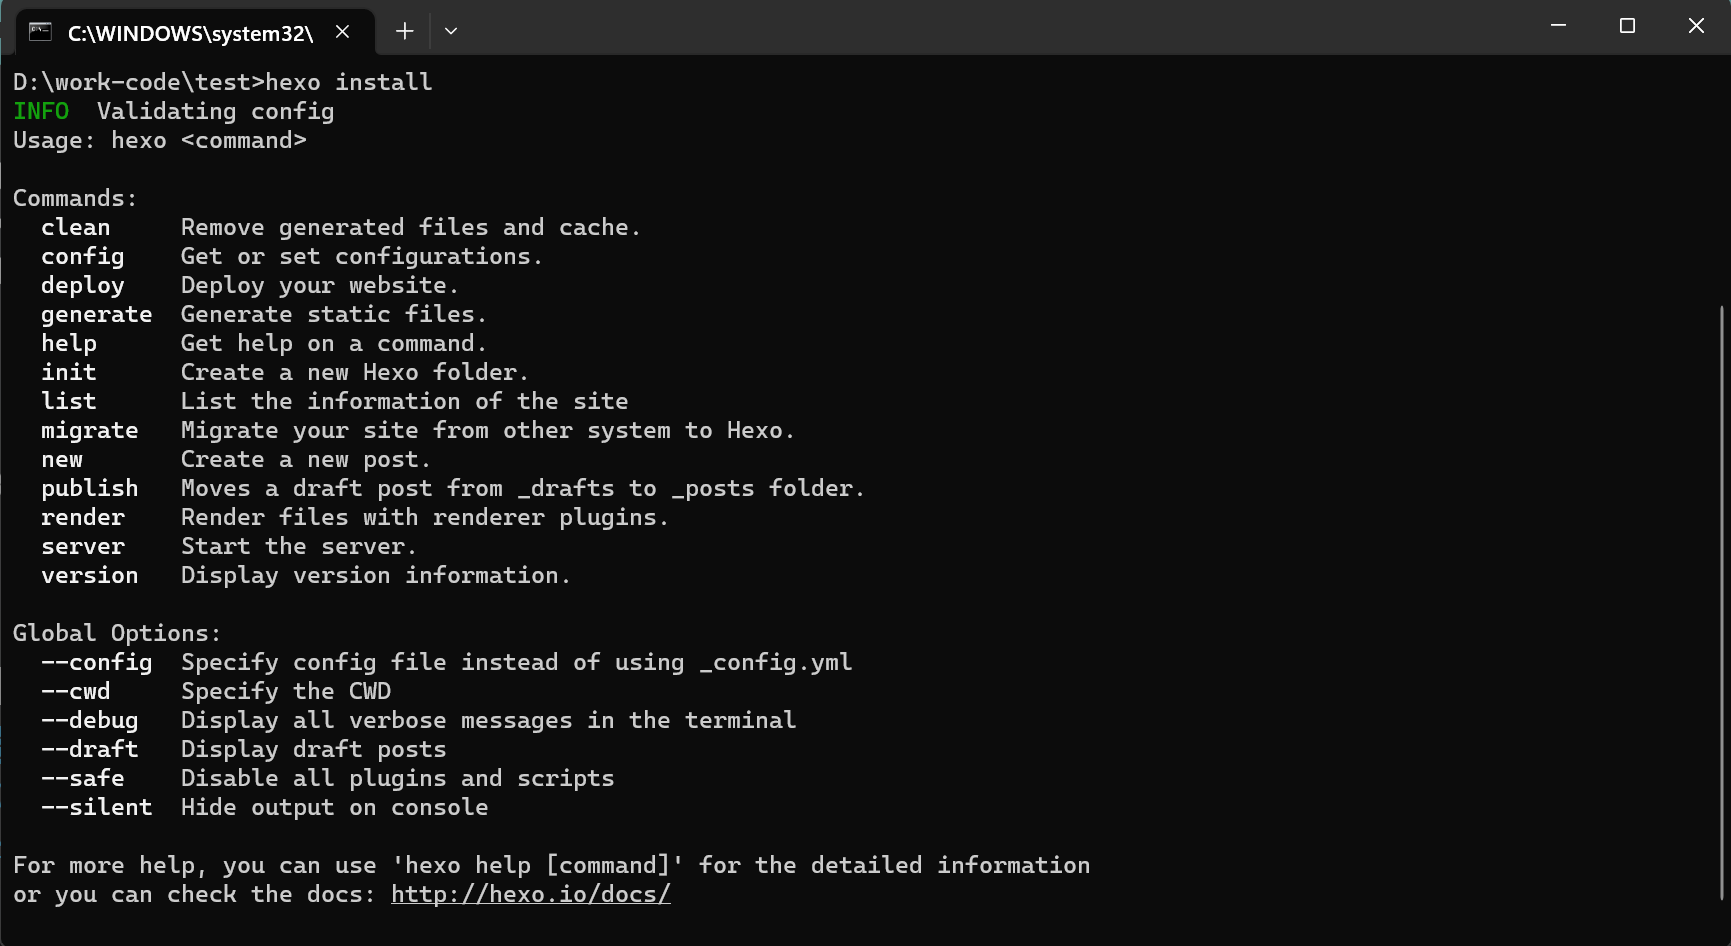 C:\WINDOWS\system32\
D:\work-code\test>hexo install
INFO  Validating config
Usage: hexo <command>

Commands:
  clean     Remove generated files and cache.
  config    Get or set configurations.
  deploy    Deploy your website.
  generate  Generate static files.
  help      Get help on a command.
  init      Create a new Hexo folder.
  list      List the information of the site
  migrate   Migrate your site from other system to Hexo.
  new       Create a new post.
  publish   Moves a draft post from _drafts to _posts folder.
  render    Render files with renderer plugins.
  server    Start the server.
  version   Display version information.

Global Options:
  --config  Specify config file instead of using _config.yml
  --cwd     Specify the CWD
  --debug   Display all verbose messages in the terminal
  --draft   Display draft posts
  --safe    Disable all plugins and scripts
  --silent  Hide output on console

For more help, you can use 'hexo help [command]' for the detailed information
or you can check the docs: http://hexo.io/docs/